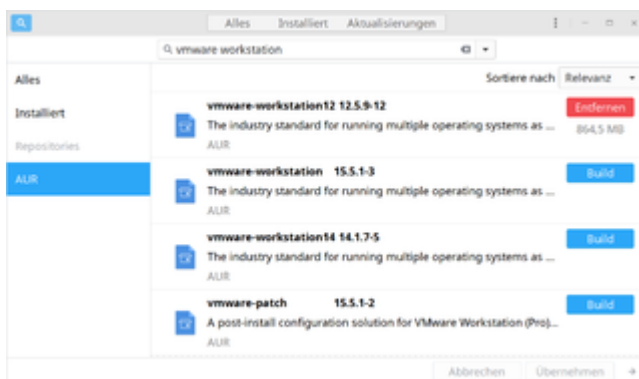 Alles Installiert Aktualisierungen
vmware workstation
Alles
Installiert
Repositories
AUR
Sortiere nach Relevanz
vmware-workstation12 12.5.9-12
The industry standard for running multiple operating systems as ...
AUR
Entfernen
864,5 MB
vmware-workstation 15.5.1-3
The industry standard for running multiple operating systems as ...
AUR
Build
vmware-workstation14 14.1.7-5
The industry standard for running multiple operating systems as ...
AUR
Build
vmware-patch 15.5.1-2
A post-install configuration solution for VMware Workstation (Pro)...
AUR
Build
Abbrechen Übernehmen